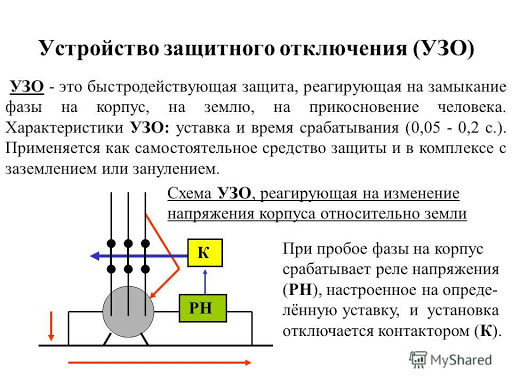 Устройство защитного отключения (УЗО)
УЗО - это быстродействующая защита, реагирующая на замыкание
фазы на корпус, на землю, на прикосновение человека.
Характеристики УЗО: уставка и время срабатывания (0,05 - 0,2 с.).
Применяется как самостоятельное средство защиты и в комплексе с
заземлением или занулением.
Схема УЗО, реагирующая на изменение
напряжения корпуса относительно земли
К
РН
При пробое фазы на корпус
срабатывает реле напряжения
(РН), настроенное на опреде-
лённую уставку, и установка
отключается контактором (К).
MyShared